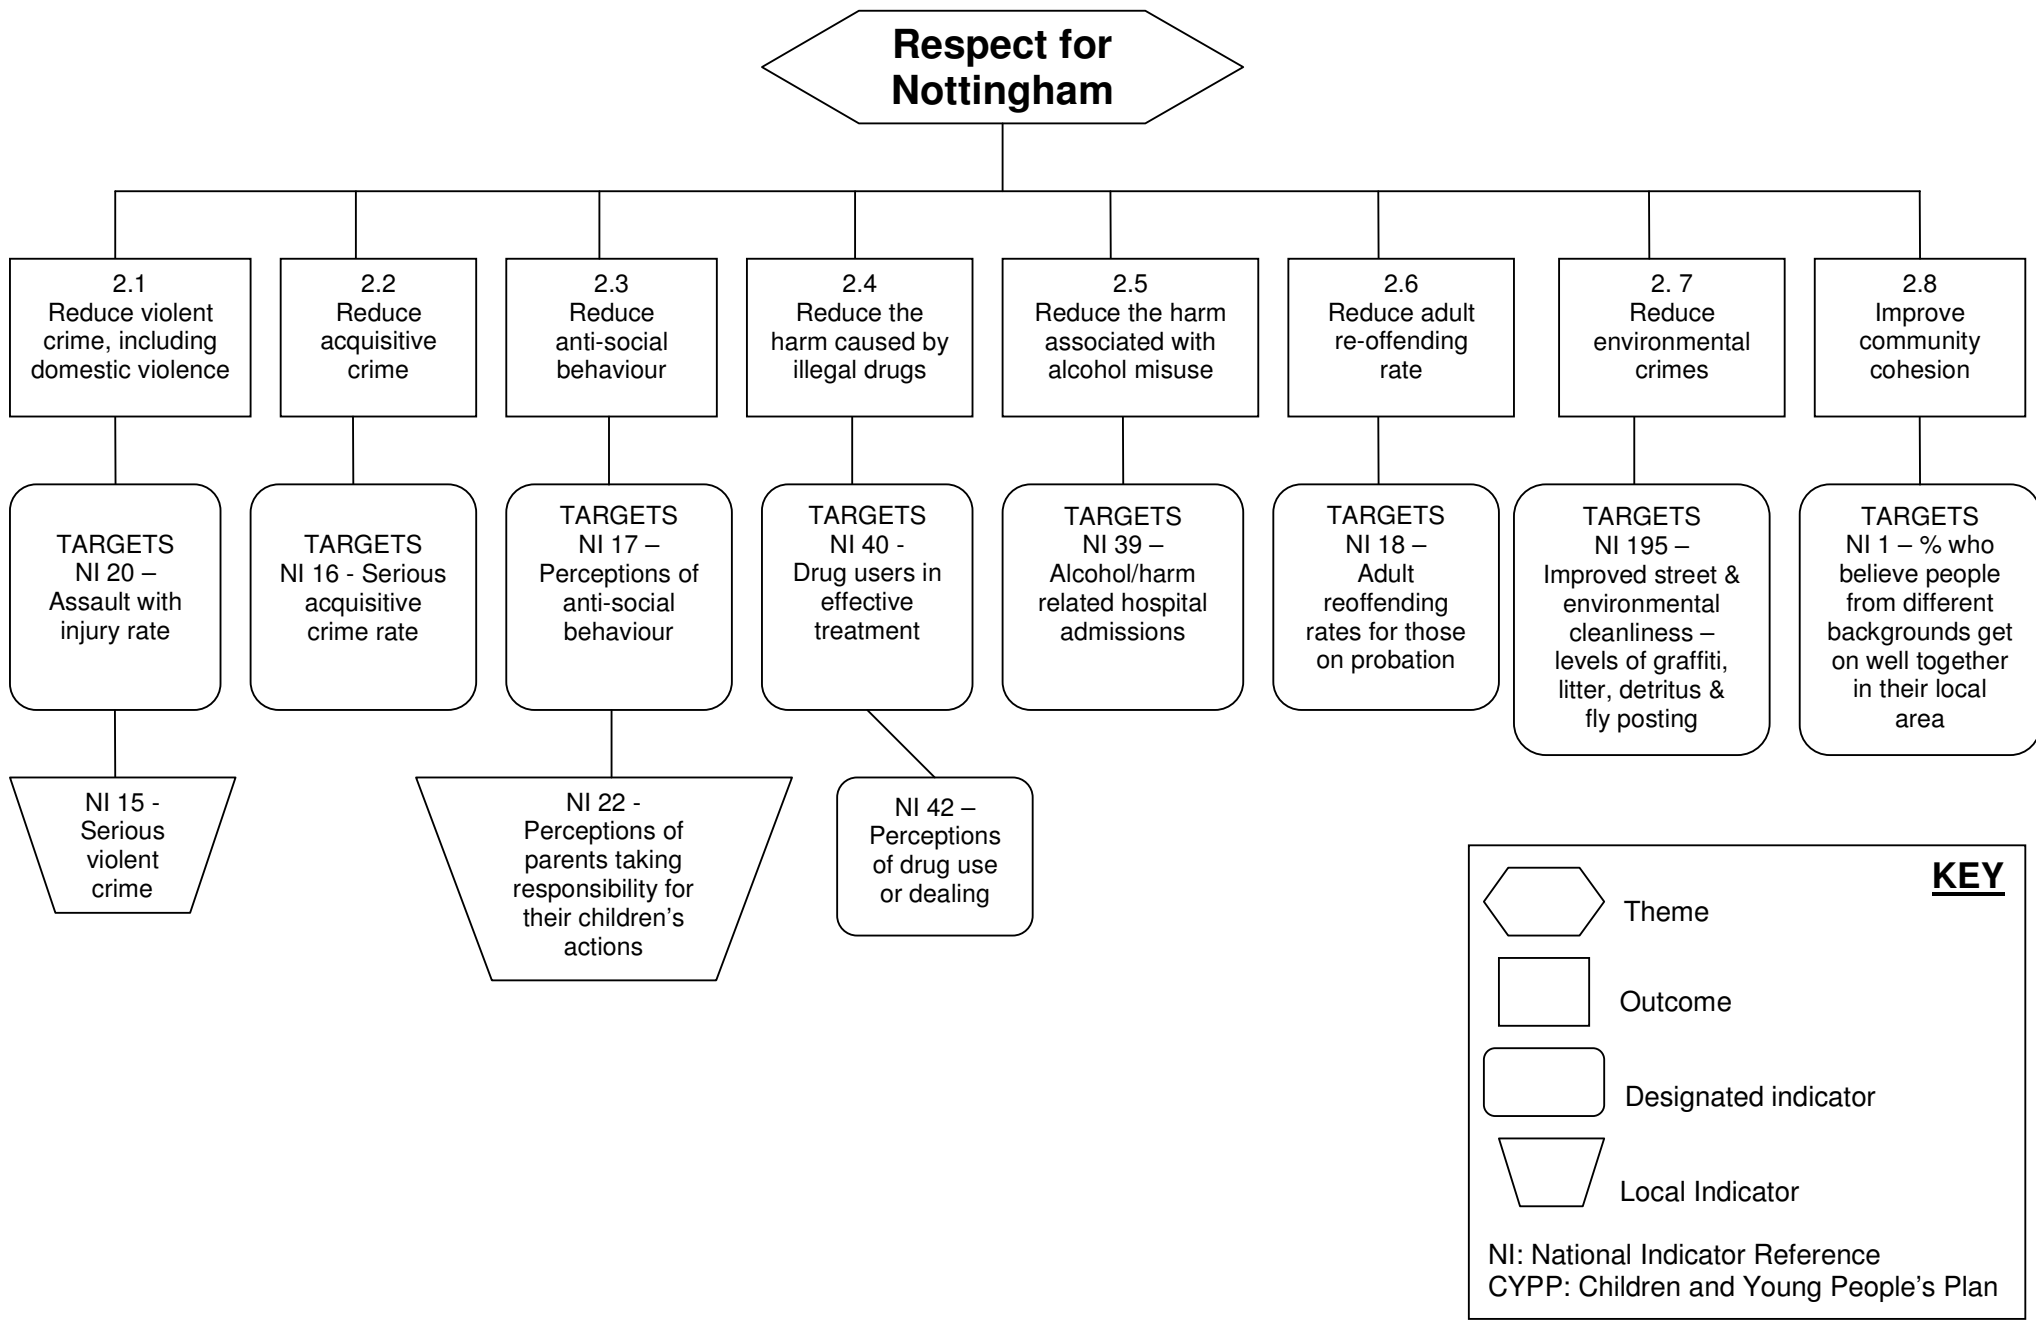 Respect for
Nottingham
2.1
Reduce violent
crime, including
domestic violence
2.2
Reduce
acquisitive
crime
2.3
Reduce
anti-social
behaviour
2.4
Reduce the
harm caused by
illegal drugs
2.5
Reduce the harm
associated with
alcohol misuse
2.6
Reduce adult
re-offending
rate
2. 7
Reduce
environmental
crimes
2.8
Improve
community
cohesion
TARGETS
NI 20 –
Assault with
injury rate
TARGETS
NI 16 - Serious
acquisitive
crime rate
TARGETS
NI 17 –
Perceptions of
anti-social
behaviour
TARGETS
NI 40 -
Drug users in
effective
treatment
TARGETS
NI 39 –
Alcohol/harm
related hospital
admissions
TARGETS
NI 18 –
Adult
reoffending
rates for those
on probation
TARGETS
NI 195 –
Improved street &
environmental
cleanliness –
levels of graffiti,
litter, detritus &
fly posting
TARGETS
NI 1 – % who
believe people
from different
backgrounds get
on well together
in their local
area
NI 15 -
Serious
violent
crime
NI 22 -
Perceptions of
parents taking
responsibility for
their children’s
actions
NI 42 –
Perceptions
of drug use
or dealing
KEY
Theme
Outcome
Designated indicator
Local Indicator
NI: National Indicator Reference
CYPP: Children and Young People’s Plan